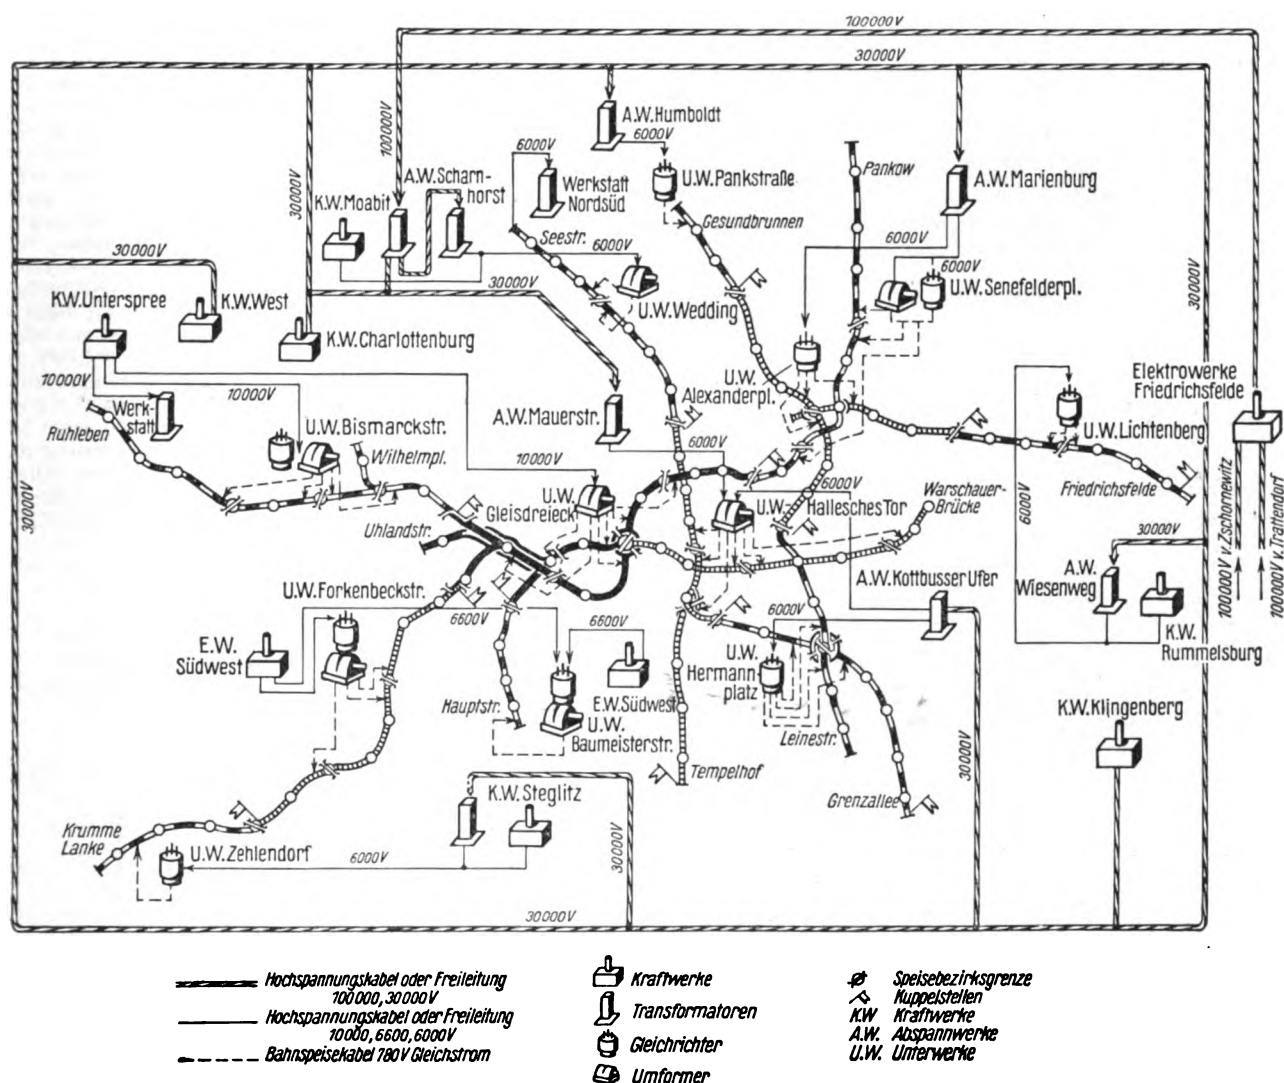 100000V
30000V
A.W.Humboldt
6000V
100000V
6000V
Pankow
A.W.Scharn-
horst
Werkstatt
Nordsüd
U.W.Pankstraße
A.W.Marienburg
30000V
K.W.Moabit
Gesundbrunnen
Seestr.
6000V
6000V
6000V
30000V
30000V
30000V
K.W.Unterspree
K.W.West
U.W.Wedding
U.W.Senefelderpl.
K.W.Charlottenburg
10000V
10000V
U.W.
Alexanderpl.
Elektrowerke
Friedrichsfelde
Werk-
statt
A.W.Mauerstr.
Ruhleben
U.W.Bismarckstr.
U.W.Lichtenberg
Wilhelmpl.
6000V
10000V
6000V
Warschauer-
Brücke
Friedrichsfelde
30000V
U.W.
Gleisdreieck
U.W.
HalleschesTor
6000V
100000V v. Zschornewitz
100000V v. Trattendorf
Uhlandstr.
30000V
A.W.
Wiesenweg
U.W.Forkenbeckstr.
A.W.Kottbusser Ufer
6600V
6600V
6000V
K.W.
Rummelsburg
E.W.
Südwest
U.W.
Hermann
platz
Hauptstr.
E.W.Südwest
U.W.
Baumeisterstr.
K.W.Klingenberg
Leinestr.
30000V
Tempelhof
K.W.Steglitz
Grenzallee
Krumme
Lanke
U.W.Zehlendorf
6000V
30000V
30000V
Hochspannungskabel oder Freileitung
100000, 30000V
Hochspannungskabel oder Freileitung
10000, 6600, 6000V
Bahnspeisekabel 780V Gleichstrom
Kraftwerke
Transformatoren
Gleichrichter
Umformer
Speisebezirksgrenze
Kuppelstellen
K.W Kraftwerke
A.W. Abspannwerke
U.W. Unterwerke